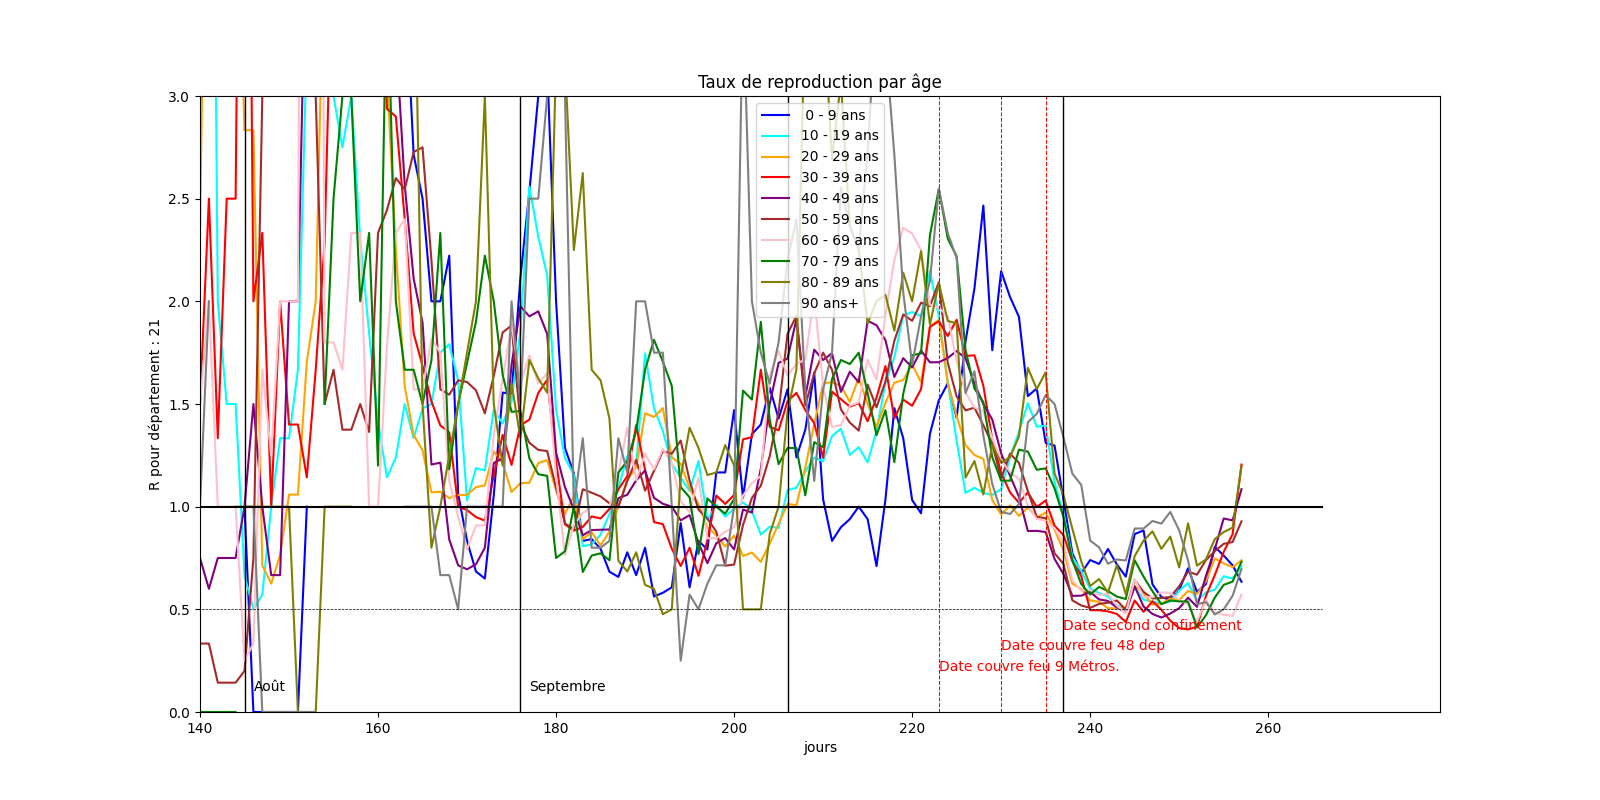 Taux de reproduction par âge
R pour département : 21
3.0
2.5
2.0
1.5
1.0
0.5
0.0
0 - 9 ans
10 - 19 ans
20 - 29 ans
30 - 39 ans
40 - 49 ans
50 - 59 ans
60 - 69 ans
70 - 79 ans
80 - 89 ans
90 ans+
Date second confinement
Date couvre feu 48 dep
Date couvre feu 9 Métros.
Août
Septembre
140
160
180
200
220
240
260
jours